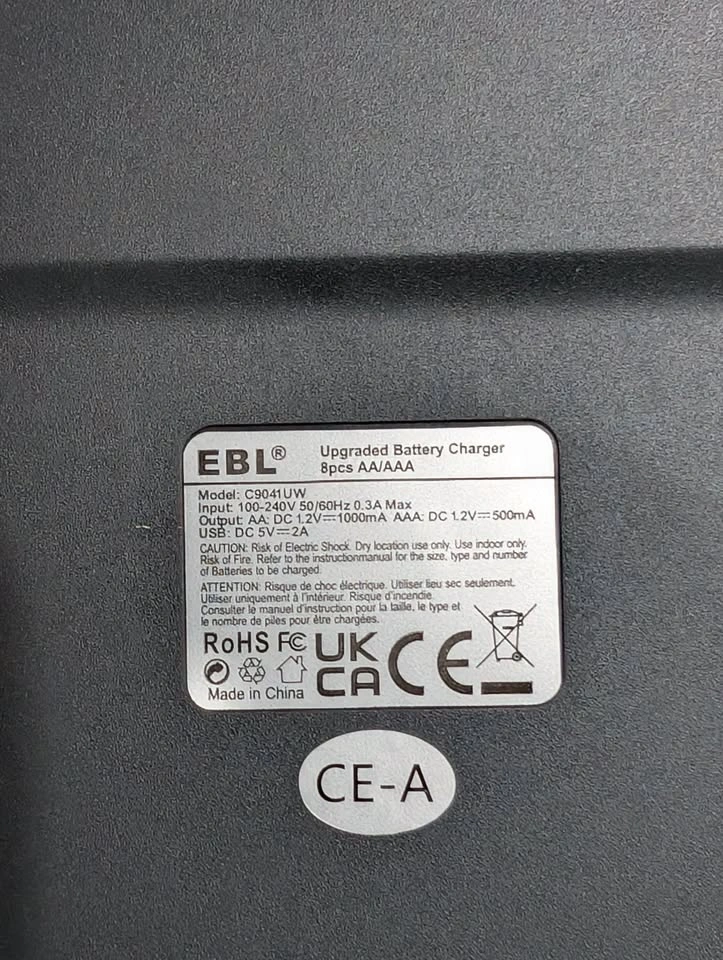 EBL® Upgraded Battery Charger
8pcs AA/AAA
Model: C9041UW
Input: 100-240V 50/60Hz 0.3A Max
Output: AA: DC 1.2V⎓1000mA AAA: DC 1.2V⎓500mA
USB: DC 5V⎓2A
CAUTION: Risk of Electric Shock. Dry location use only. Use indoor only.
Risk of Fire. Refer to the instructionmanual for the size, type and number
of Batteries to be charged.
ATTENTION: Risque de choc électrique. Utiliser lieu sec seulement.
Utiliser uniquement à l'intérieur. Risque d'incendie.
Consulter le manuel d'instruction pour la taille, le type et
le nombre de piles pour être chargées.
RoHS FC UK CA CE
Made in China
CE-A